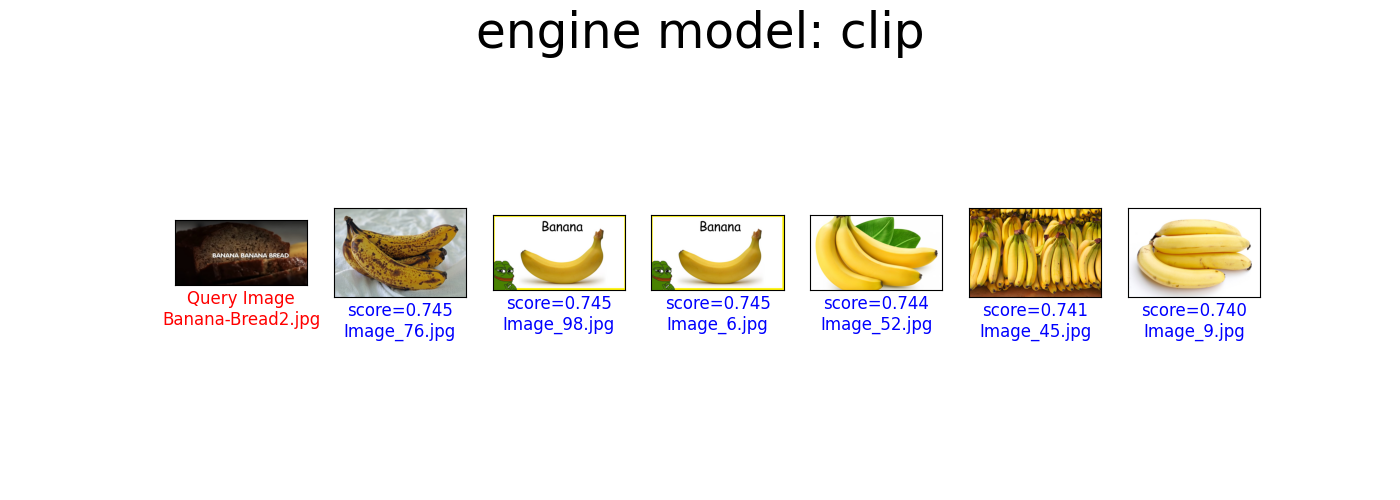 engine model: clip
BANANA BANANA BREAD
Query Image
Banana-Bread2.jpg
score=0.745
Image_76.jpg
Banana
score=0.745
Image_98.jpg
Banana
score=0.745
Image_6.jpg
score=0.744
Image_52.jpg
score=0.741
Image_45.jpg
score=0.740
Image_9.jpg